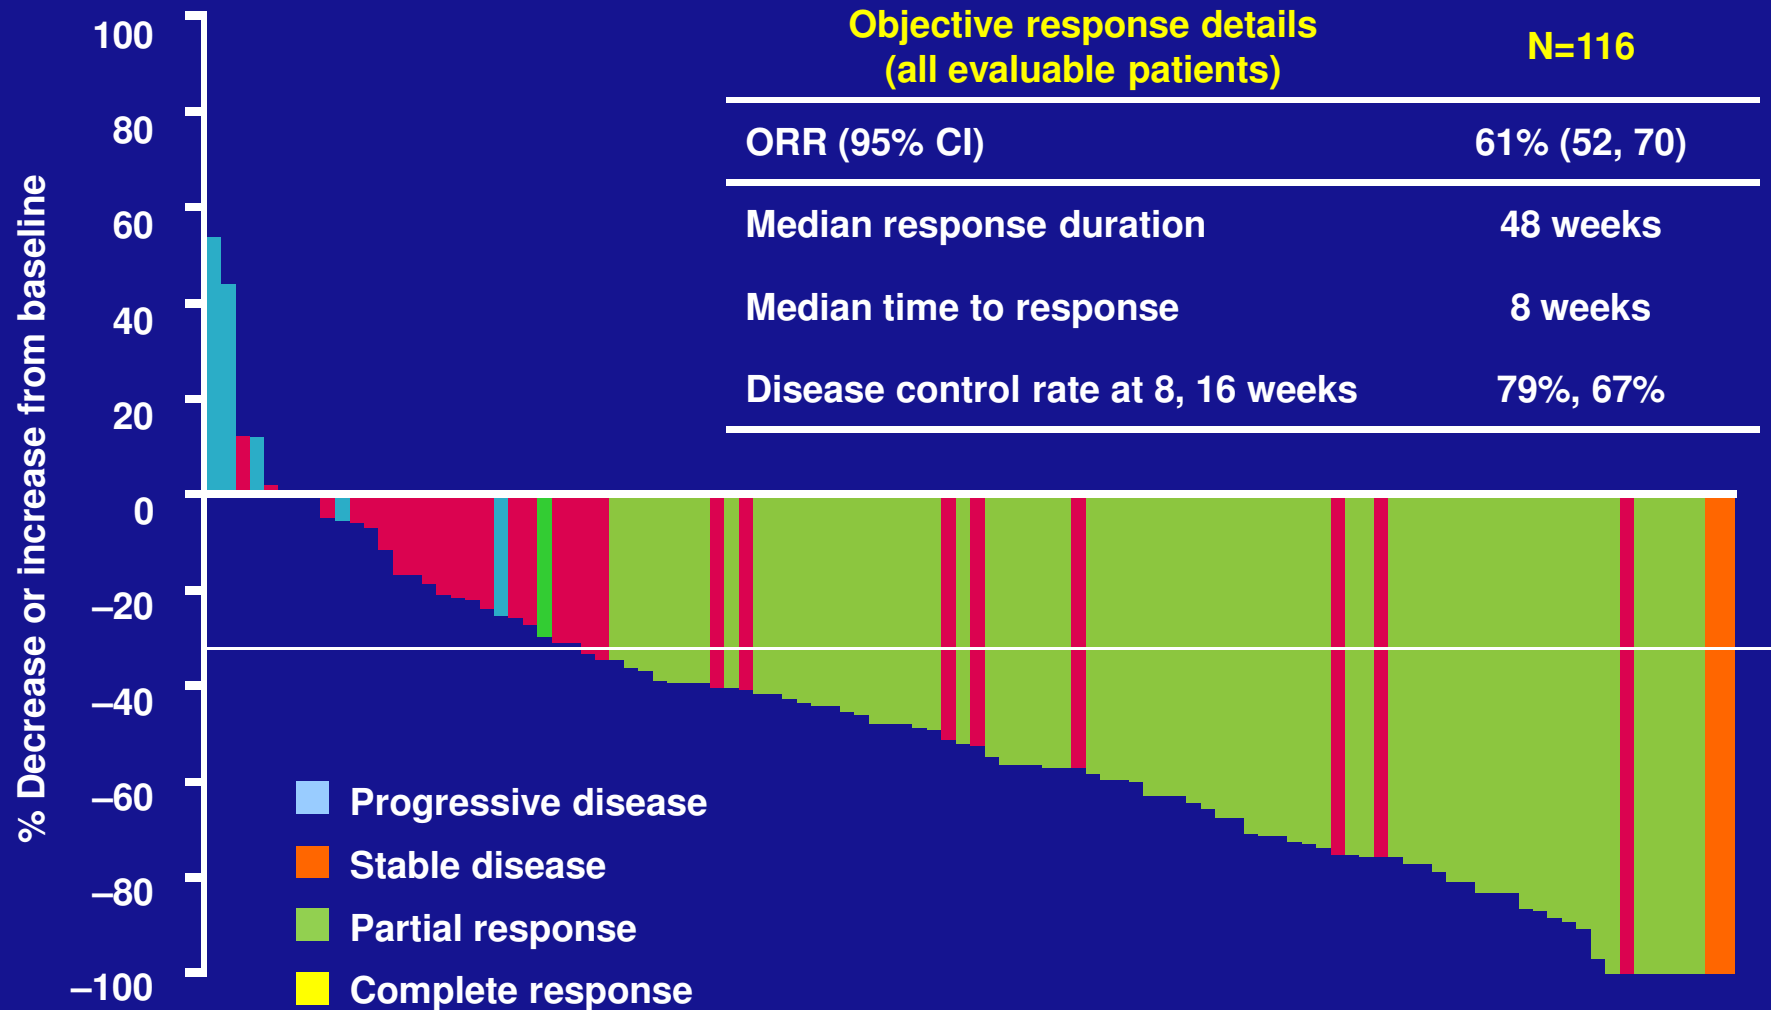 Objective response details
(all evaluable patients)
N=116
ORR (95% CI)
61% (52, 70)
Median response duration
48 weeks
Median time to response
8 weeks
Disease control rate at 8, 16 weeks
79%, 67%
% Decrease or increase from baseline
100
80
60
40
20
0
–20
–40
–60
–80
–100
Progressive disease
Stable disease
Partial response
Complete response